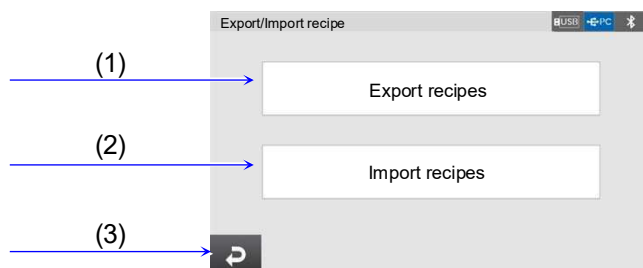 Export/Import recipe
USB PC
(1)
Export recipes
(2)
Import recipes
(3)